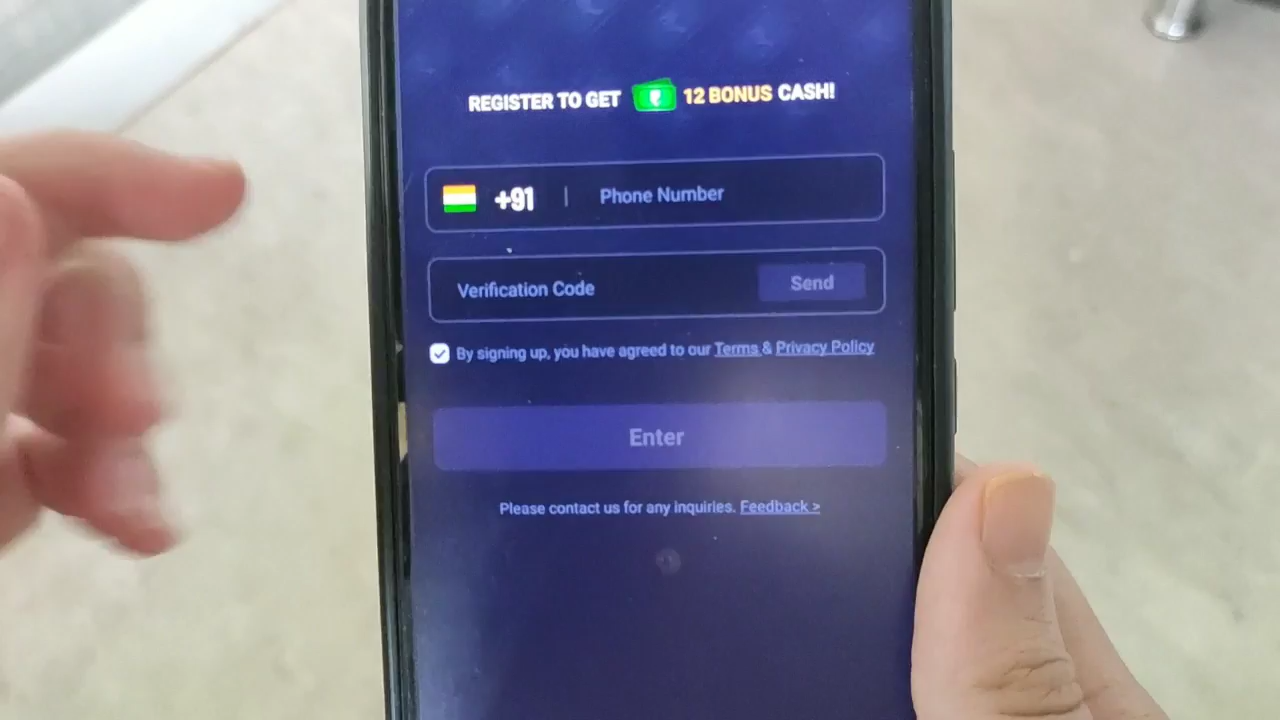 REGISTER TO GET ₹ 12 BONUS CASH!
+91 | Phone Number
Verification Code Send
By signing up, you have agreed to our Terms & Privacy Policy
Enter
Please contact us for any inquiries. Feedback >